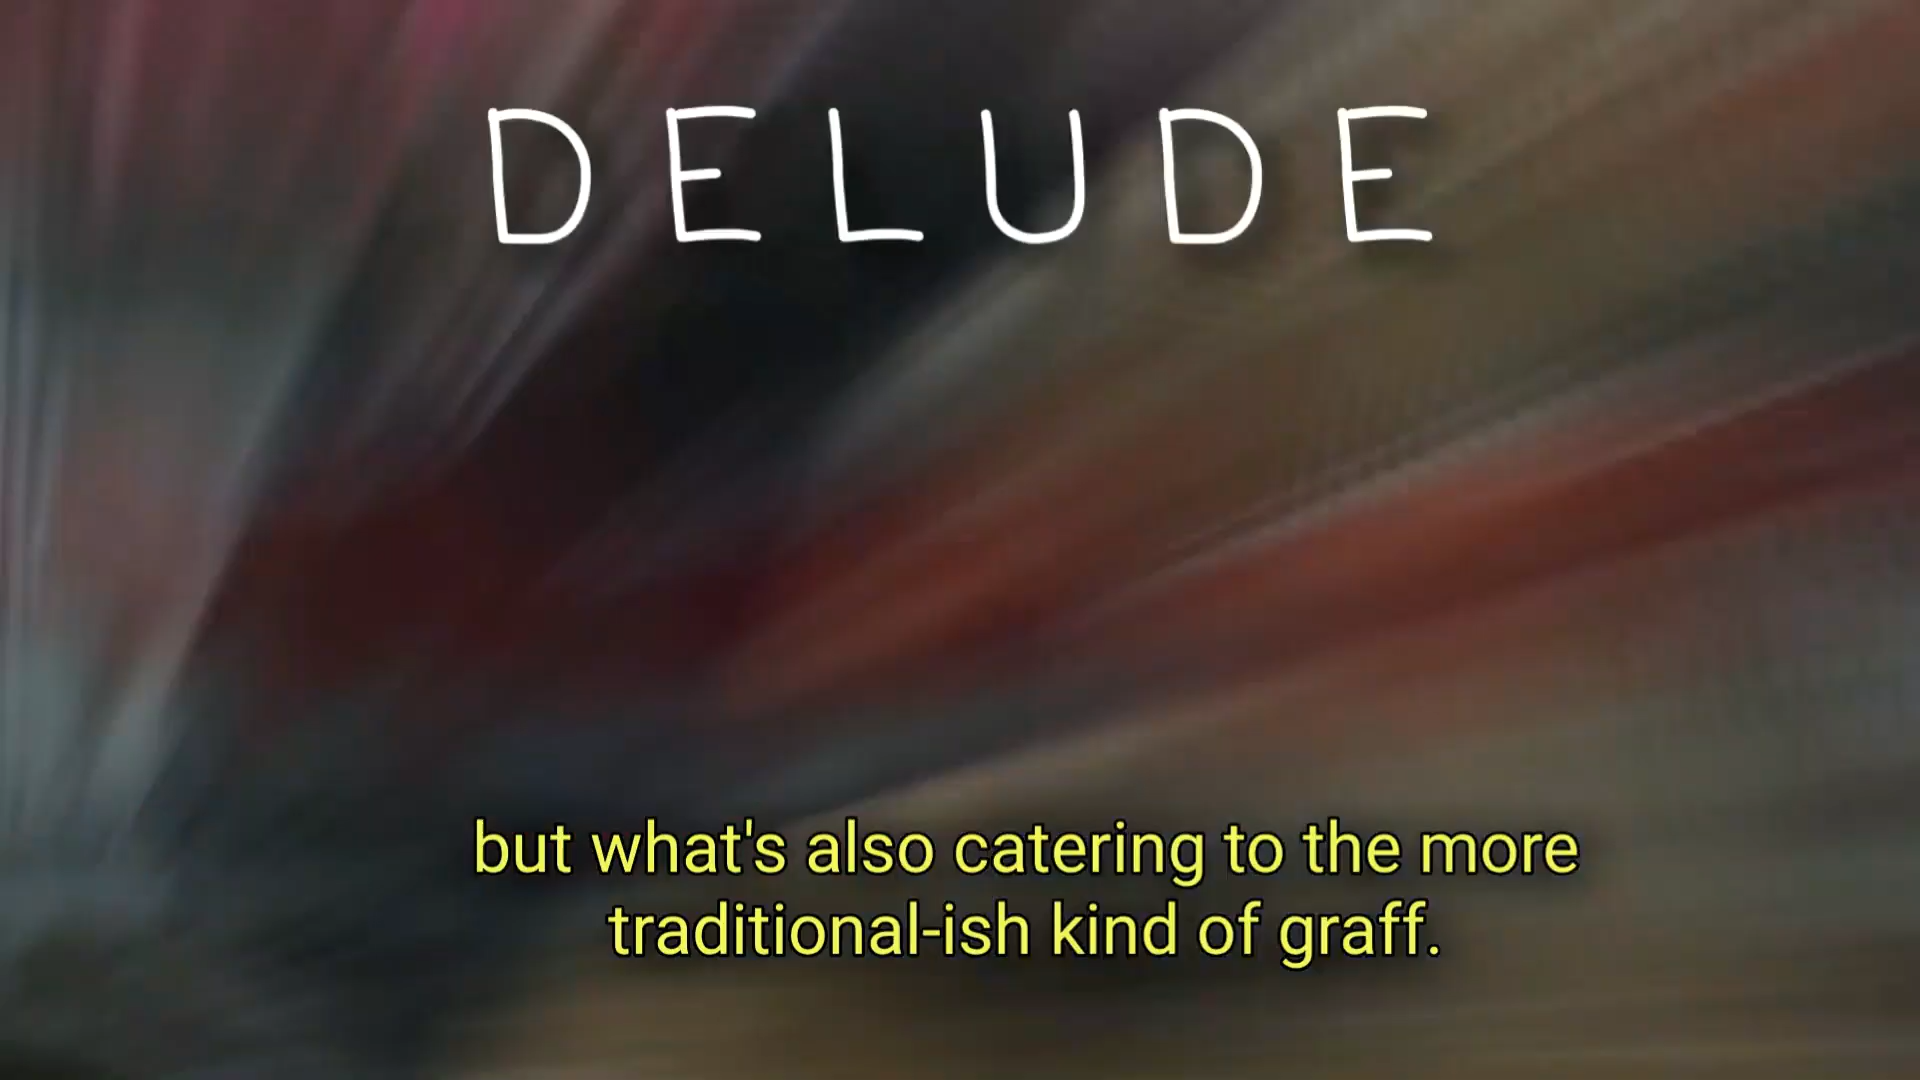 DELUDE
but what's also catering to the more
traditional-ish kind of graff.